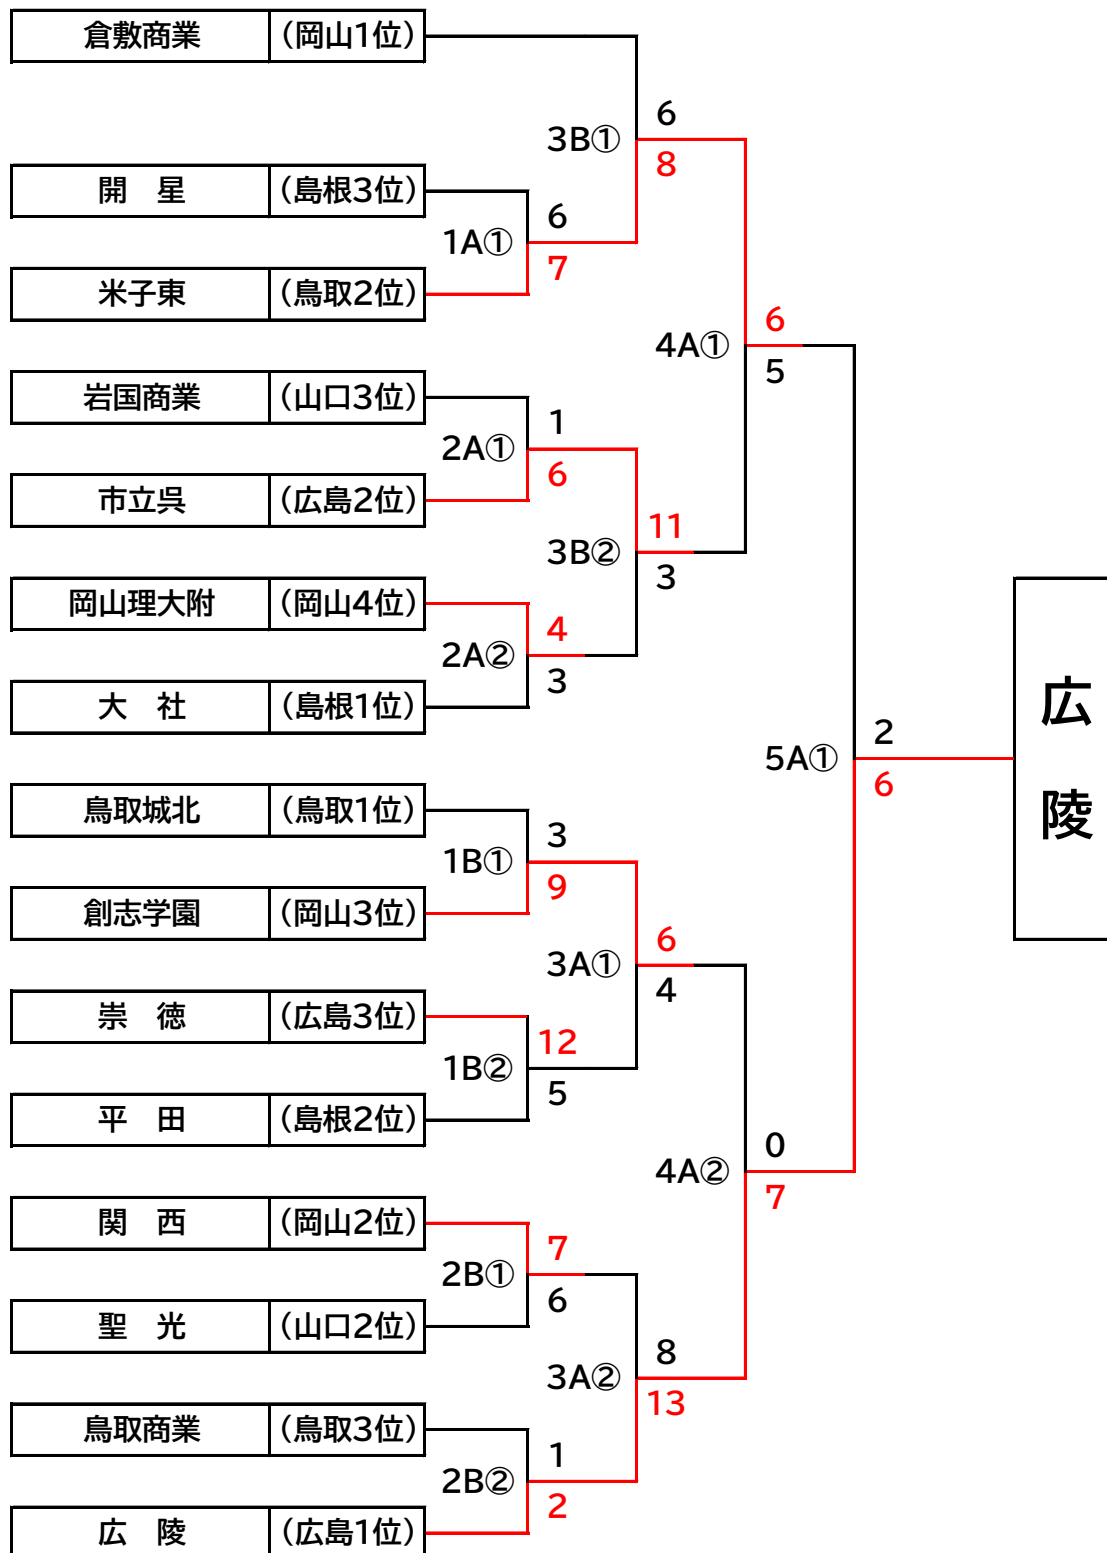 倉敷商業 (岡山1位)
6
3B①
8
開　星 (島根3位)
6
1A①
7
米子東 (鳥取2位)
6
4A①
5
岩国商業 (山口3位)
1
2A①
6
市立呉 (広島2位)
11
3B②
3
岡山理大附 (岡山4位)
4
2A②
3
大　社 (島根1位)
広
2
5A①
6
陵
鳥取城北 (鳥取1位)
3
1B①
9
創志学園 (岡山3位)
6
3A①
4
崇　徳 (広島3位)
12
1B②
5
平　田 (島根2位)
0
4A②
7
関　西 (岡山2位)
7
2B①
6
聖　光 (山口2位)
8
3A②
13
鳥取商業 (鳥取3位)
1
2B②
2
広　陵 (広島1位)